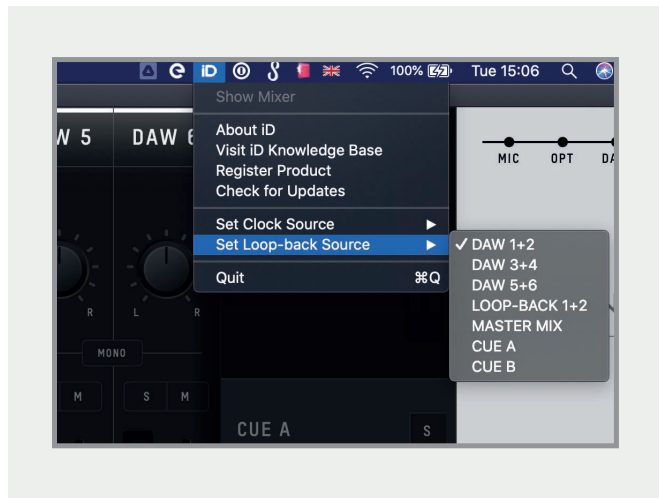 iD 100% Tue 15:06
Show Mixer
About iD
Visit iD Knowledge Base
Register Product
Check for Updates
Set Clock Source ▶
Set Loop-back Source ▶
Quit ⌘Q
✓ DAW 1+2
DAW 3+4
DAW 5+6
LOOP-BACK 1+2
MASTER MIX
CUE A
CUE B
W 5 DAW 6
MIC OPT DA
R L R
MONO
M S M
CUE A S